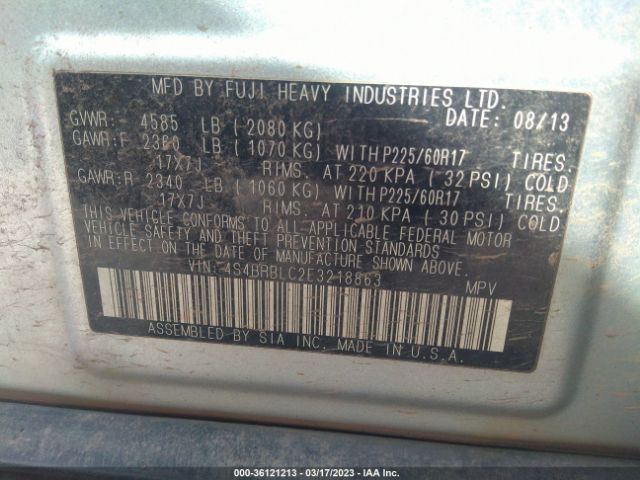 MFD BY FUJI HEAVY INDUSTRIES LTD.
DATE: 08/13
GVWR: 4585 LB ( 2080 KG)
GAWR:F 2360 LB ( 1070 KG) WITH P225/60R17 TIRES.
17X7J RIMS. AT 220 KPA ( 32 PSI) COLD
GAWR:R 2340 LB ( 1060 KG) WITH P225/60R17 TIRES.
17X7J RIMS. AT 210 KPA ( 30 PSI) COLD
THIS VEHICLE CONFORMS TO ALL APPLICABLE FEDERAL MOTOR
VEHICLE SAFETY AND THEFT PREVENTION STANDARDS
IN EFFECT ON THE DATE OF MANUFACTURE SHOWN ABOVE.
VIN: 4S4BRBLC2E3218863 MPV
ASSEMBLED BY SIA INC. MADE IN U.S.A.
000-36121213 - 03/17/2023 - IAA Inc.